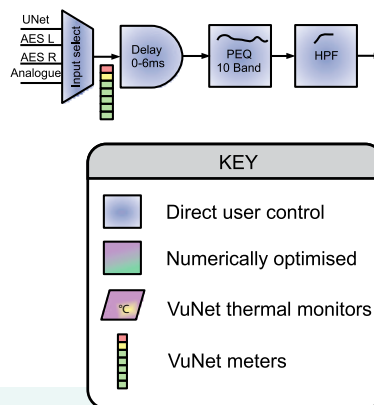 UNet
AES L
AES R
Analogue
Input select
Delay
0-6ms
PEQ
10 Band
HPF
KEY
Direct user control
Numerically optimised
°C
VuNet thermal monitors
VuNet meters